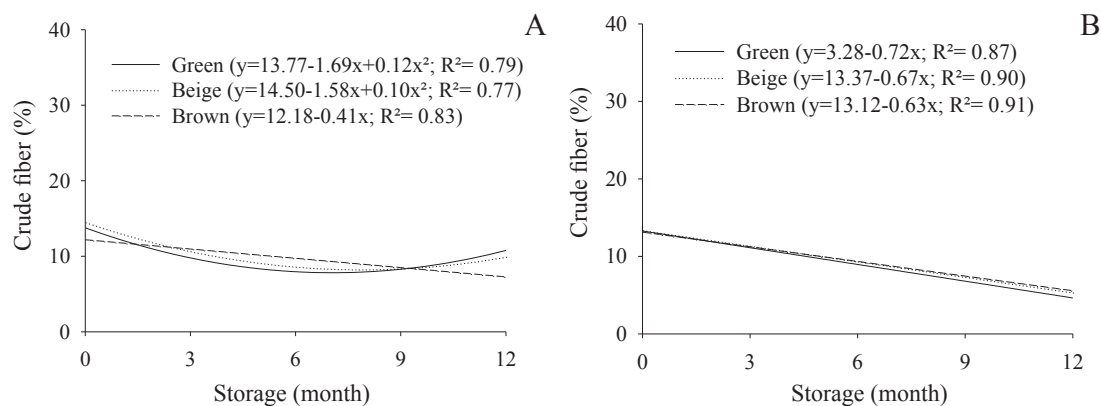 A
Green (y=13.77-1.69x+0.12x²; R²= 0.79)
Beige (y=14.50-1.58x+0.10x²; R²= 0.77)
Brown (y=12.18-0.41x; R²= 0.83)
Crude fiber (%)
40
30
20
10
0
0 3 6 9 12
Storage (month)
B
Green (y=3.28-0.72x; R²= 0.87)
Beige (y=13.37-0.67x; R²= 0.90)
Brown (y=13.12-0.63x; R²= 0.91)
Crude fiber (%)
40
30
20
10
0
0 3 6 9 12
Storage (month)